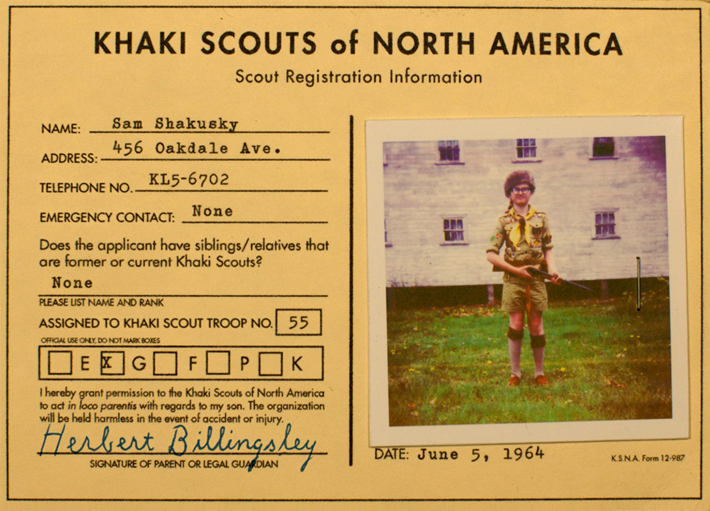 KHAKI SCOUTS of NORTH AMERICA
Scout Registration Information
NAME: Sam Shakusky
ADDRESS: 456 Oakdale Ave.
TELEPHONE NO. KL5-6702
EMERGENCY CONTACT: None
Does the applicant have siblings/relatives that
are former or current Khaki Scouts?
None
PLEASE LIST NAME AND RANK
ASSIGNED TO KHAKI SCOUT TROOP NO. 55
OFFICIAL USE ONLY, DO NOT MARK BOXES
E X G F P K
I hereby grant permission to the Khaki Scouts of North America
to act in loco parentis with regards to my son. The organization
will be held harmless in the event of accident or injury.
Herbert Billingsley
SIGNATURE OF PARENT OR LEGAL GUARDIAN
DATE: June 5, 1964
K.S.N.A. Form 12-987